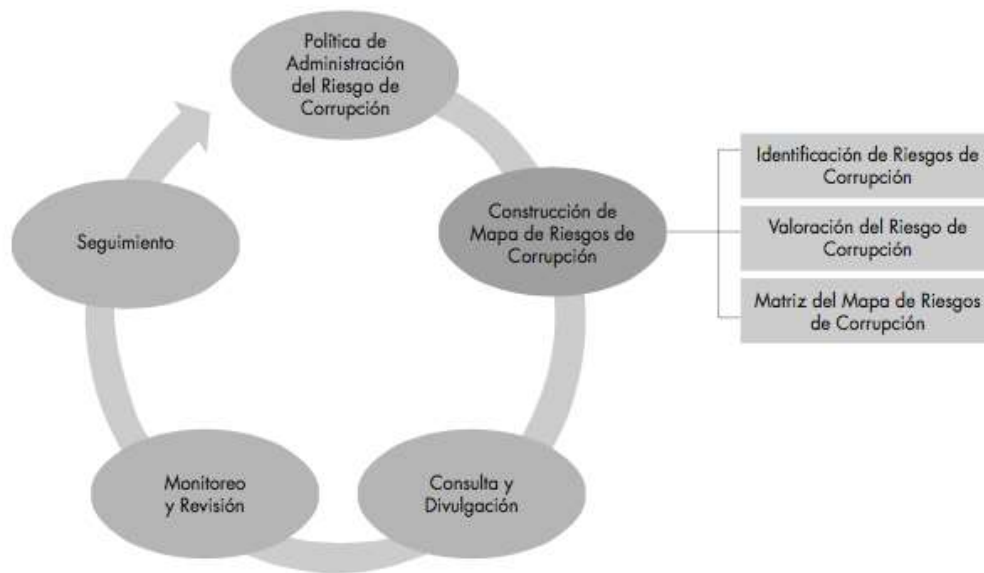 Política de
Administración
del Riesgo de
Corrupción
Construcción de
Mapa de Riesgos de
Corrupción
Identificación de Riesgos de
Corrupción
Valoración del Riesgo de
Corrupción
Matriz del Mapa de Riesgos
de Corrupción
Consulta y
Divulgación
Monitoreo
y Revisión
Seguimiento